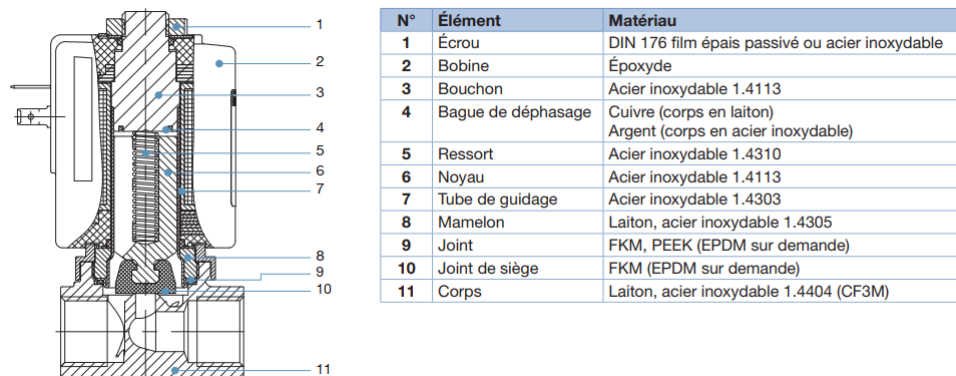 1
2
3
4
5
6
7
8
9
10
11
N° Élément Matériau
1 Écrou DIN 176 film épais passivé ou acier inoxydable
2 Bobine Époxyde
3 Bouchon Acier inoxydable 1.4113
4 Bague de déphasage Cuivre (corps en laiton)
Argent (corps en acier inoxydable)
5 Ressort Acier inoxydable 1.4310
6 Noyau Acier inoxydable 1.4113
7 Tube de guidage Acier inoxydable 1.4303
8 Mamelon Laiton, acier inoxydable 1.4305
9 Joint FKM, PEEK (EPDM sur demande)
10 Joint de siège FKM (EPDM sur demande)
11 Corps Laiton, acier inoxydable 1.4404 (CF3M)